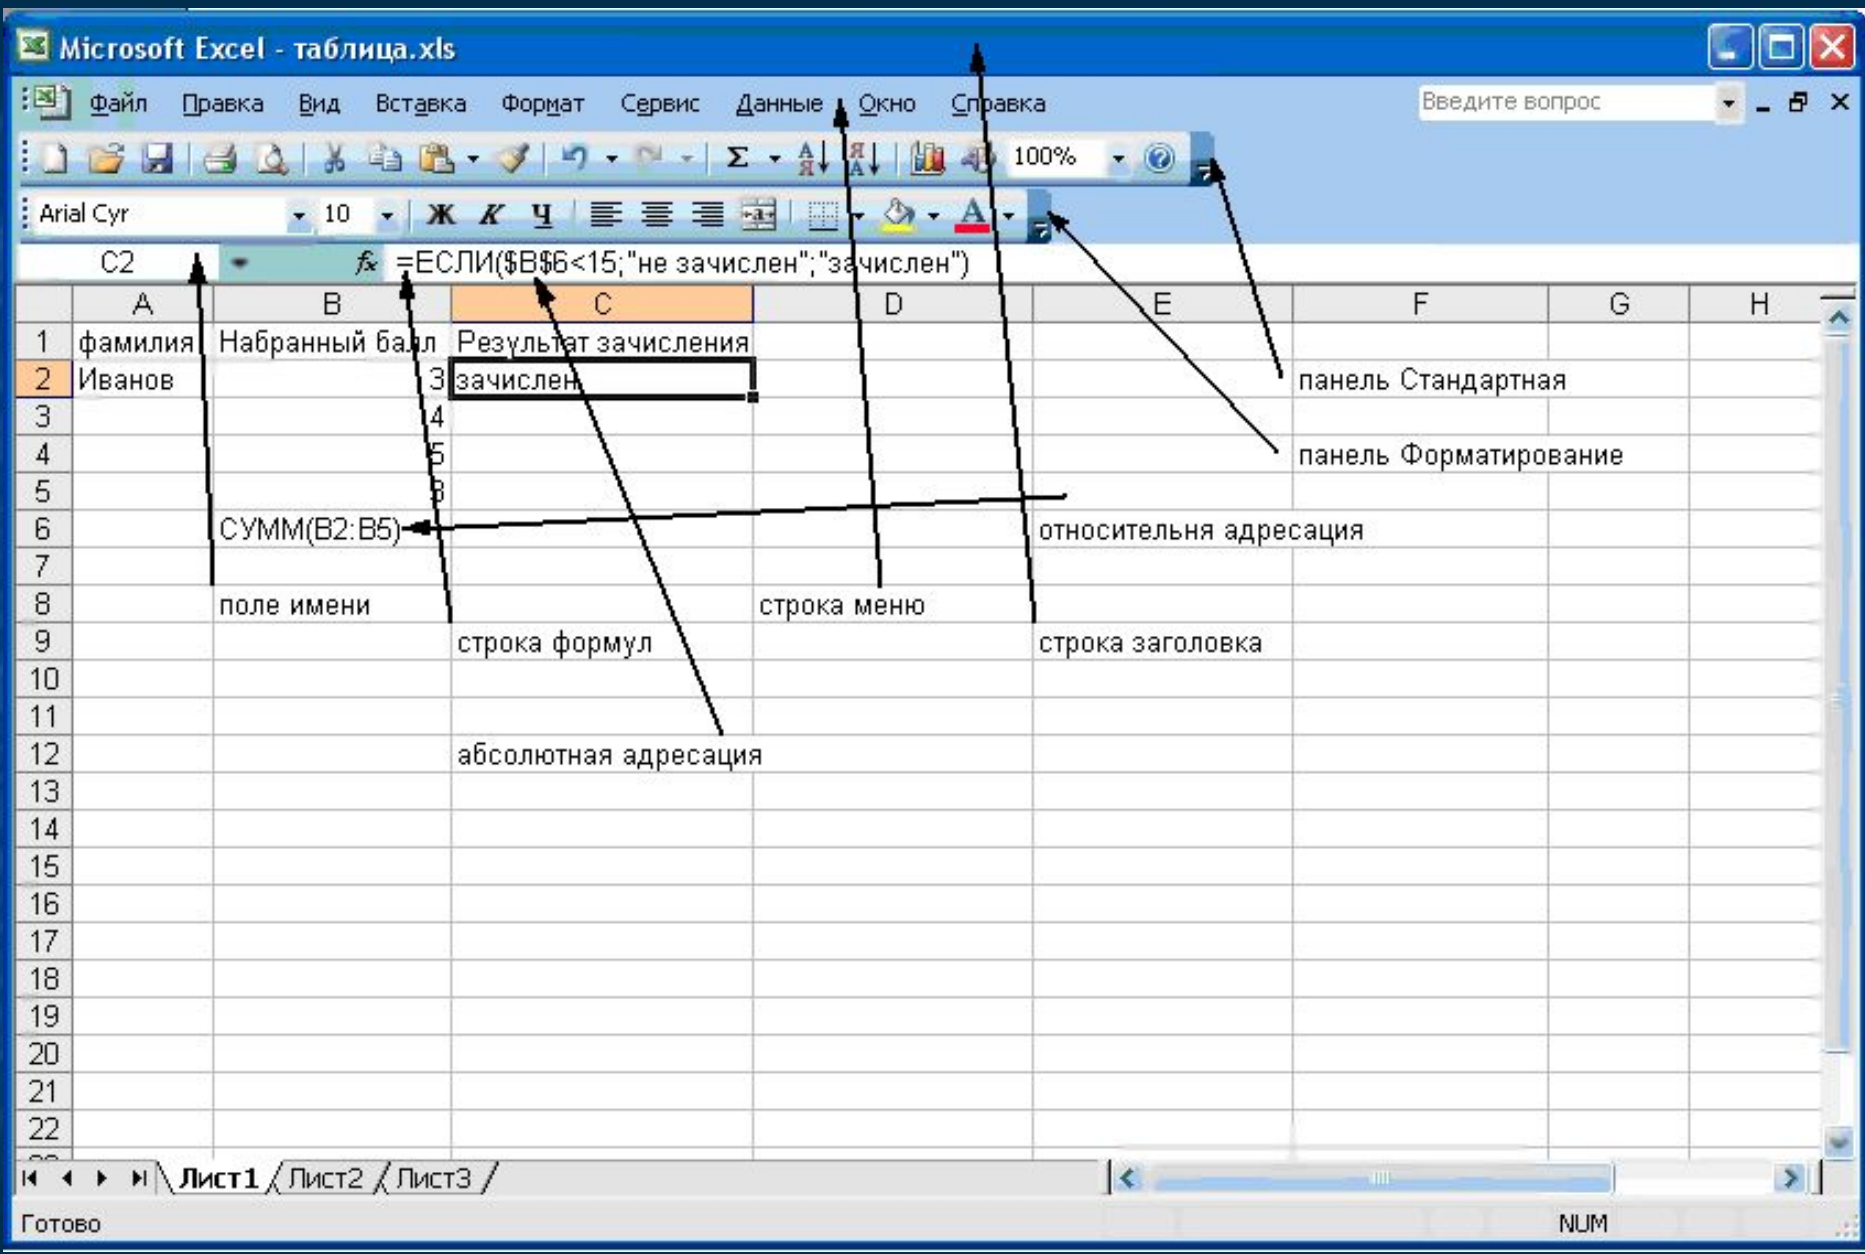 Microsoft Excel - таблица.xls
Файл Правка Вид Вставка Формат Сервис Данные Окно Справка Введите вопрос
100%
Arial Cyr 10 Ж К Ч
C2 fx =ЕСЛИ($B$6<15;"не зачислен";"зачислен")
A B C D E F G H
1 фамилия Набранный балл Результат зачисления
2 Иванов 3 зачислен панель Стандартная
3 4
4 5 панель Форматирование
5 3
6 СУММ(B2:B5) относительня адресация
7
8 поле имени строка меню
9 строка формул строка заголовка
10
11
12 абсолютная адресация
13
14
15
16
17
18
19
20
21
22
Лист1 Лист2 Лист3
Готово NUM